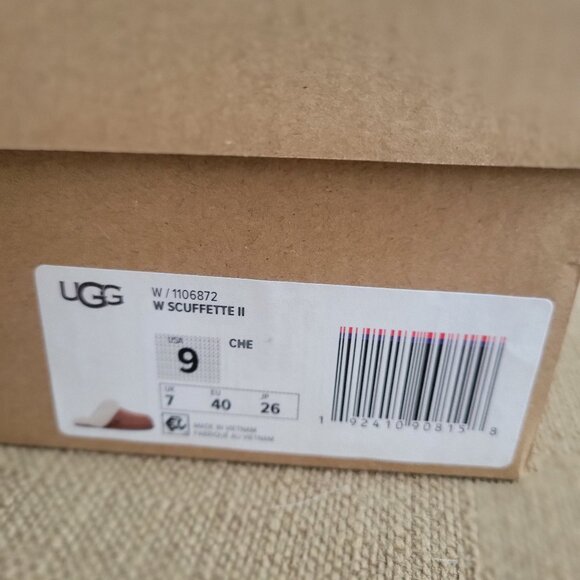 UGG
W / 1106872
W SCUFFETTE II
USA
9
CHE
UK EU JP
7 40 26
MADE IN VIETNAM
FABRIQUÉ AU VIETNAM
1 92410 90815 8